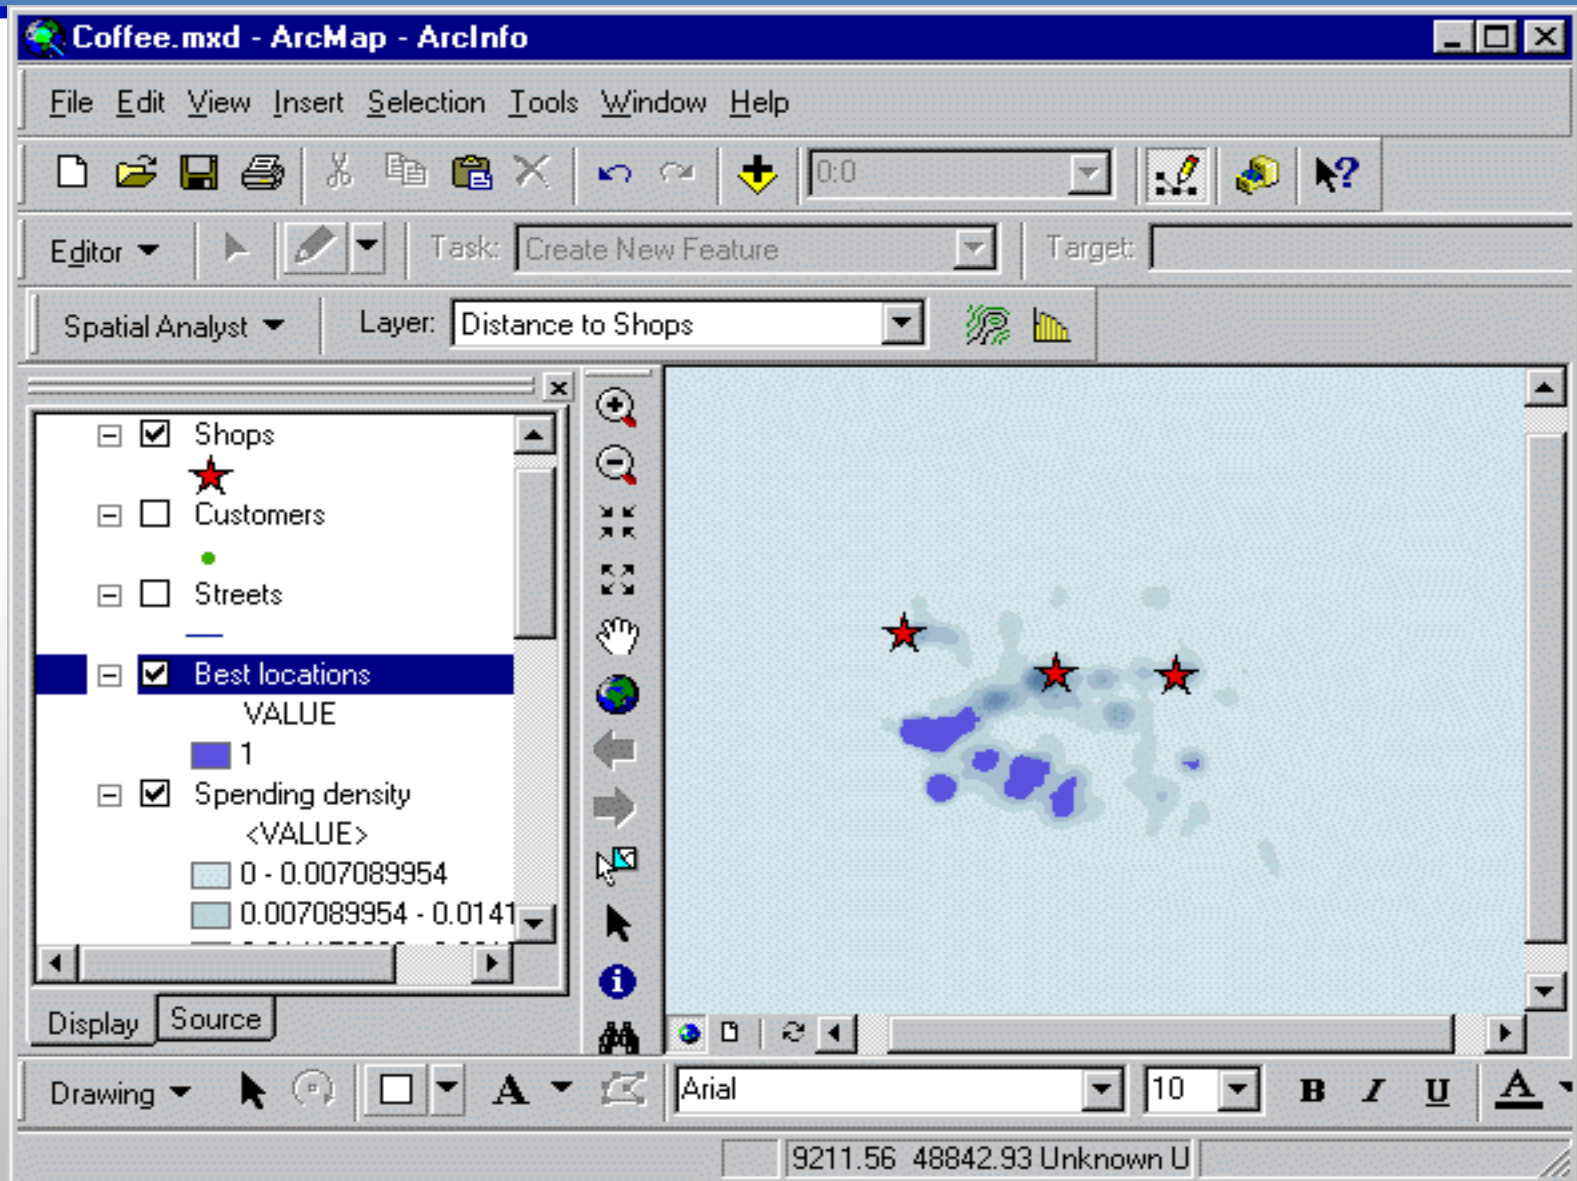 Coffee.mxd - ArcMap - ArcInfo
File Edit View Insert Selection Tools Window Help
0:0
Editor Task: Create New Feature Target:
Spatial Analyst Layer: Distance to Shops
Shops
Customers
Streets
Best locations
VALUE
1
Spending density
<VALUE>
0 - 0.007089954
0.007089954 - 0.0141
Display Source
Drawing A Arial 10 B I U A
9211.56 48842.93 Unknown U